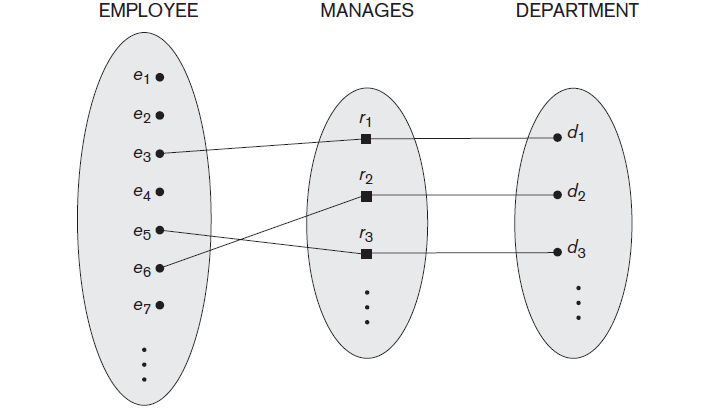 EMPLOYEE MANAGES DEPARTMENT
e1
e2
e3
e4
e5
e6
e7
r1
r2
r3
d1
d2
d3